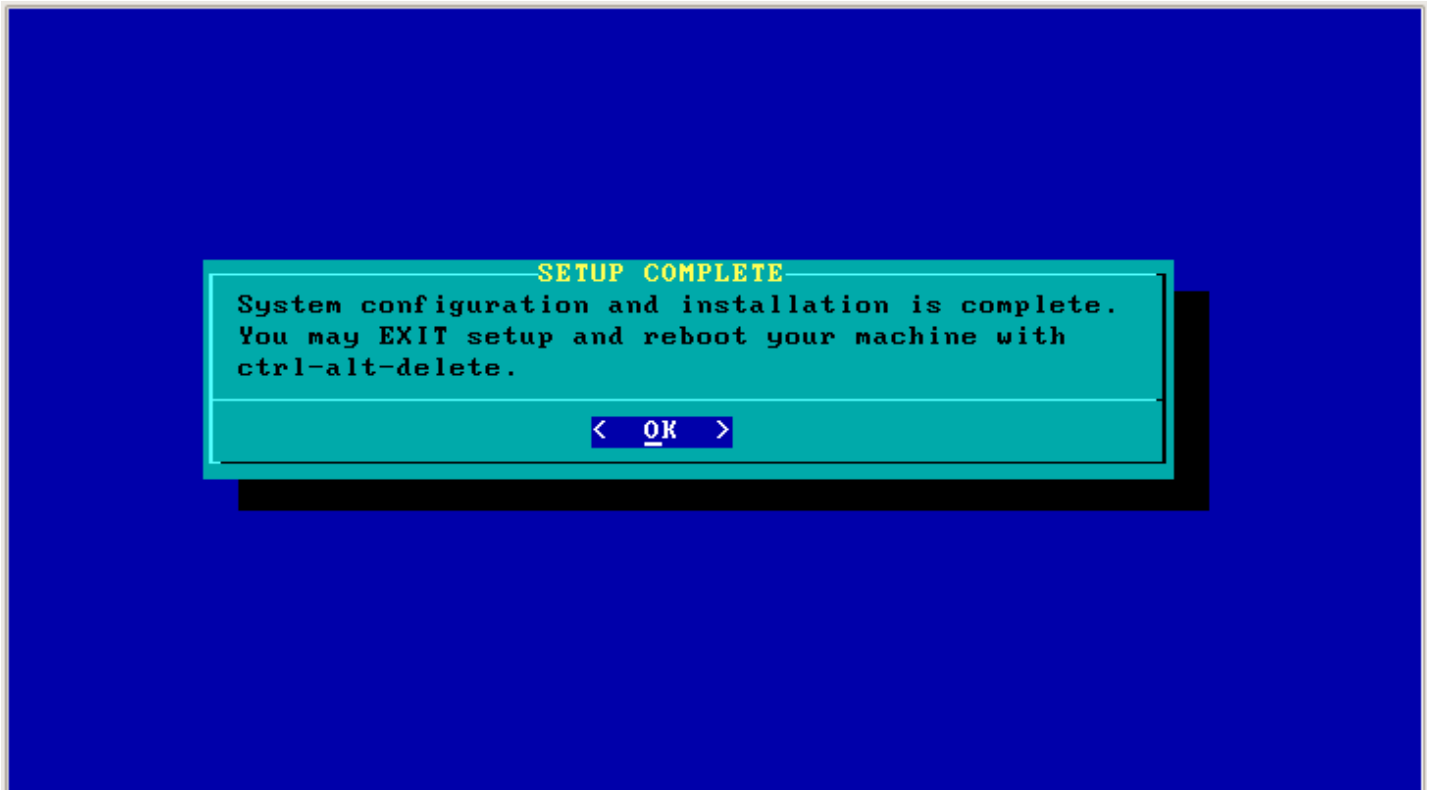 SETUP COMPLETE
System configuration and installation is complete.
You may EXIT setup and reboot your machine with
ctrl-alt-delete.
< OK >